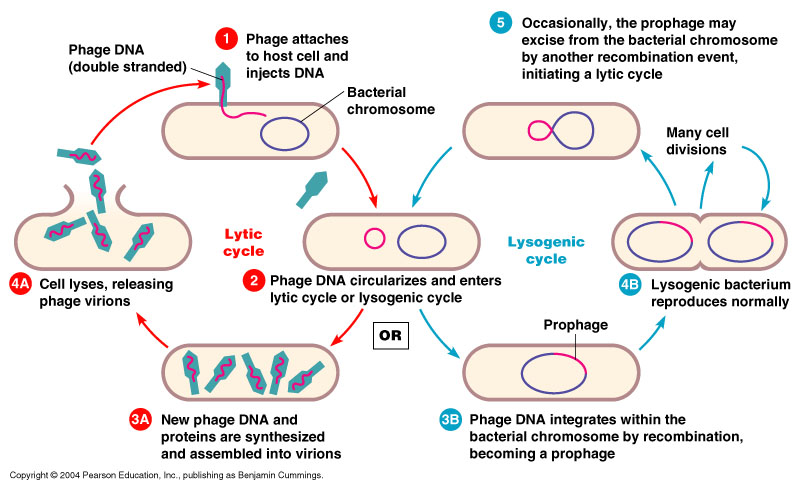 Phage DNA
(double stranded)
1
Phage attaches
to host cell and
injects DNA
Bacterial
chromosome
5
Occasionally, the prophage may
excise from the bacterial chromosome
by another recombination event,
initiating a lytic cycle
Many cell
divisions
Lytic
cycle
Lysogenic
cycle
4A
Cell lyses, releasing
phage virions
2
Phage DNA circularizes and enters
lytic cycle or lysogenic cycle
4B
Lysogenic bacterium
reproduces normally
OR
Prophage
3A
New phage DNA and
proteins are synthesized
and assembled into virions
3B
Phage DNA integrates within the
bacterial chromosome by recombination,
becoming a prophage
Copyright © 2004 Pearson Education, Inc., publishing as Benjamin Cummings.